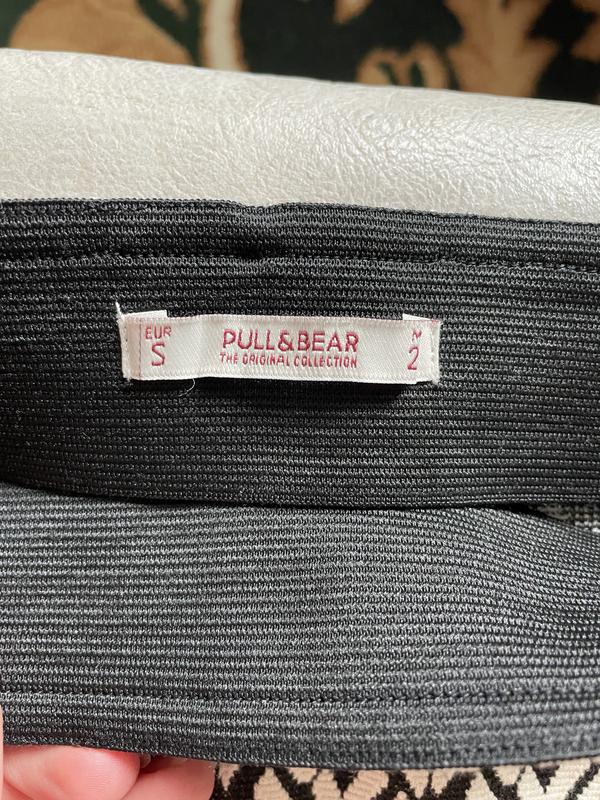 EUR
S
PULL&BEAR
THE ORIGINAL COLLECTION
2